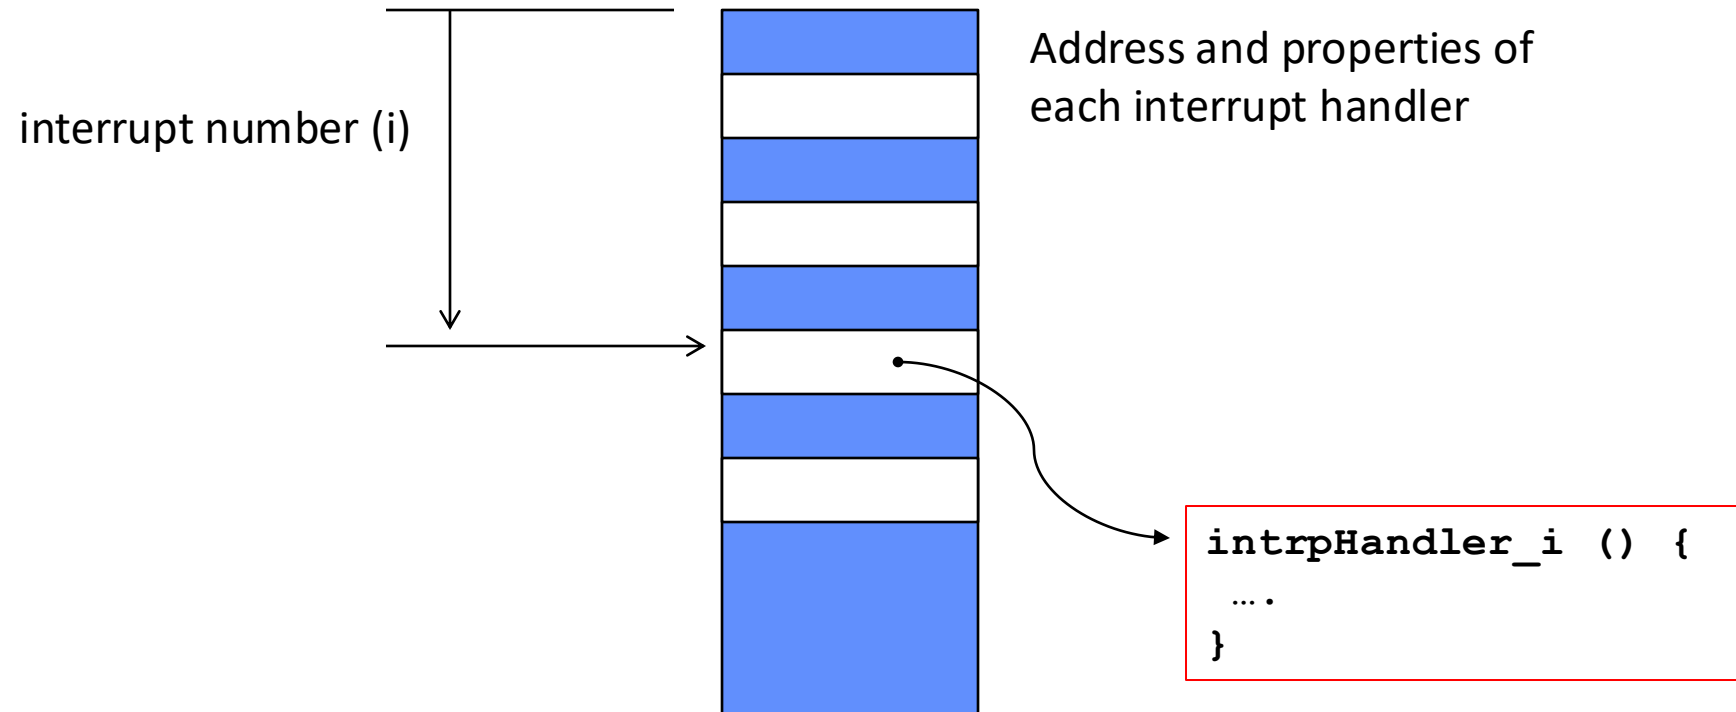 Address and properties of
each interrupt handler
interrupt number (i)
intrpHandler_i () {
….
}